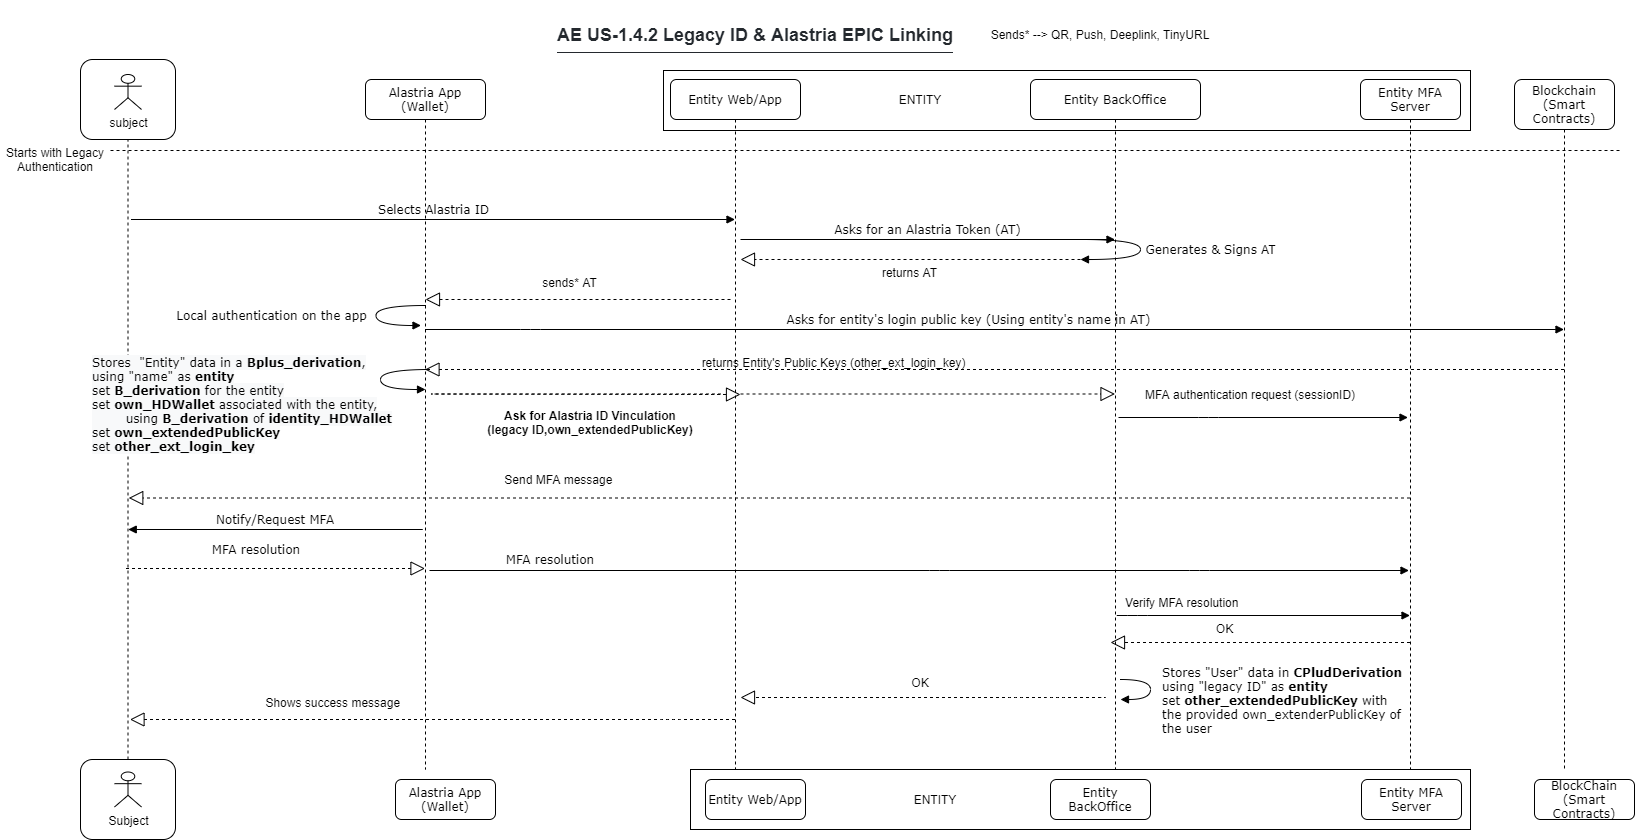 AE US-1.4.2 Legacy ID & Alastria EPIC Linking
Sends* --> QR, Push, Deeplink, TinyURL
subject
Alastria App
(Wallet)
Entity Web/App
ENTITY
Entity BackOffice
Entity MFA
Server
Blockchain
(Smart
Contracts)
Starts with Legacy
Authentication
Selects Alastria ID
Asks for an Alastria Token (AT)
Generates & Signs AT
returns AT
sends* AT
Local authentication on the app
Asks for entity's login public key (Using entity's name in AT)
returns Entity's Public Keys (other_ext_login_key)
Stores  "Entity" data in a Bplus_derivation,
using "name" as entity
set B_derivation for the entity
set own_HDWallet associated with the entity,
using B_derivation of identity_HDWallet
set own_extendedPublicKey
set other_ext_login_key
Ask for Alastria ID Vinculation
(legacy ID,own_extendedPublicKey)
MFA authentication request (sessionID)
Send MFA message
Notify/Request MFA
MFA resolution
MFA resolution
Verify MFA resolution
OK
Stores "User" data in CPludDerivation
using "legacy ID" as entity
set other_extendedPublicKey with
the provided own_extenderPublicKey of
the user
OK
Shows success message
Subject
Alastria App
(Wallet)
Entity Web/App
ENTITY
Entity
BackOffice
Entity MFA
Server
BlockChain
(Smart
Contracts)